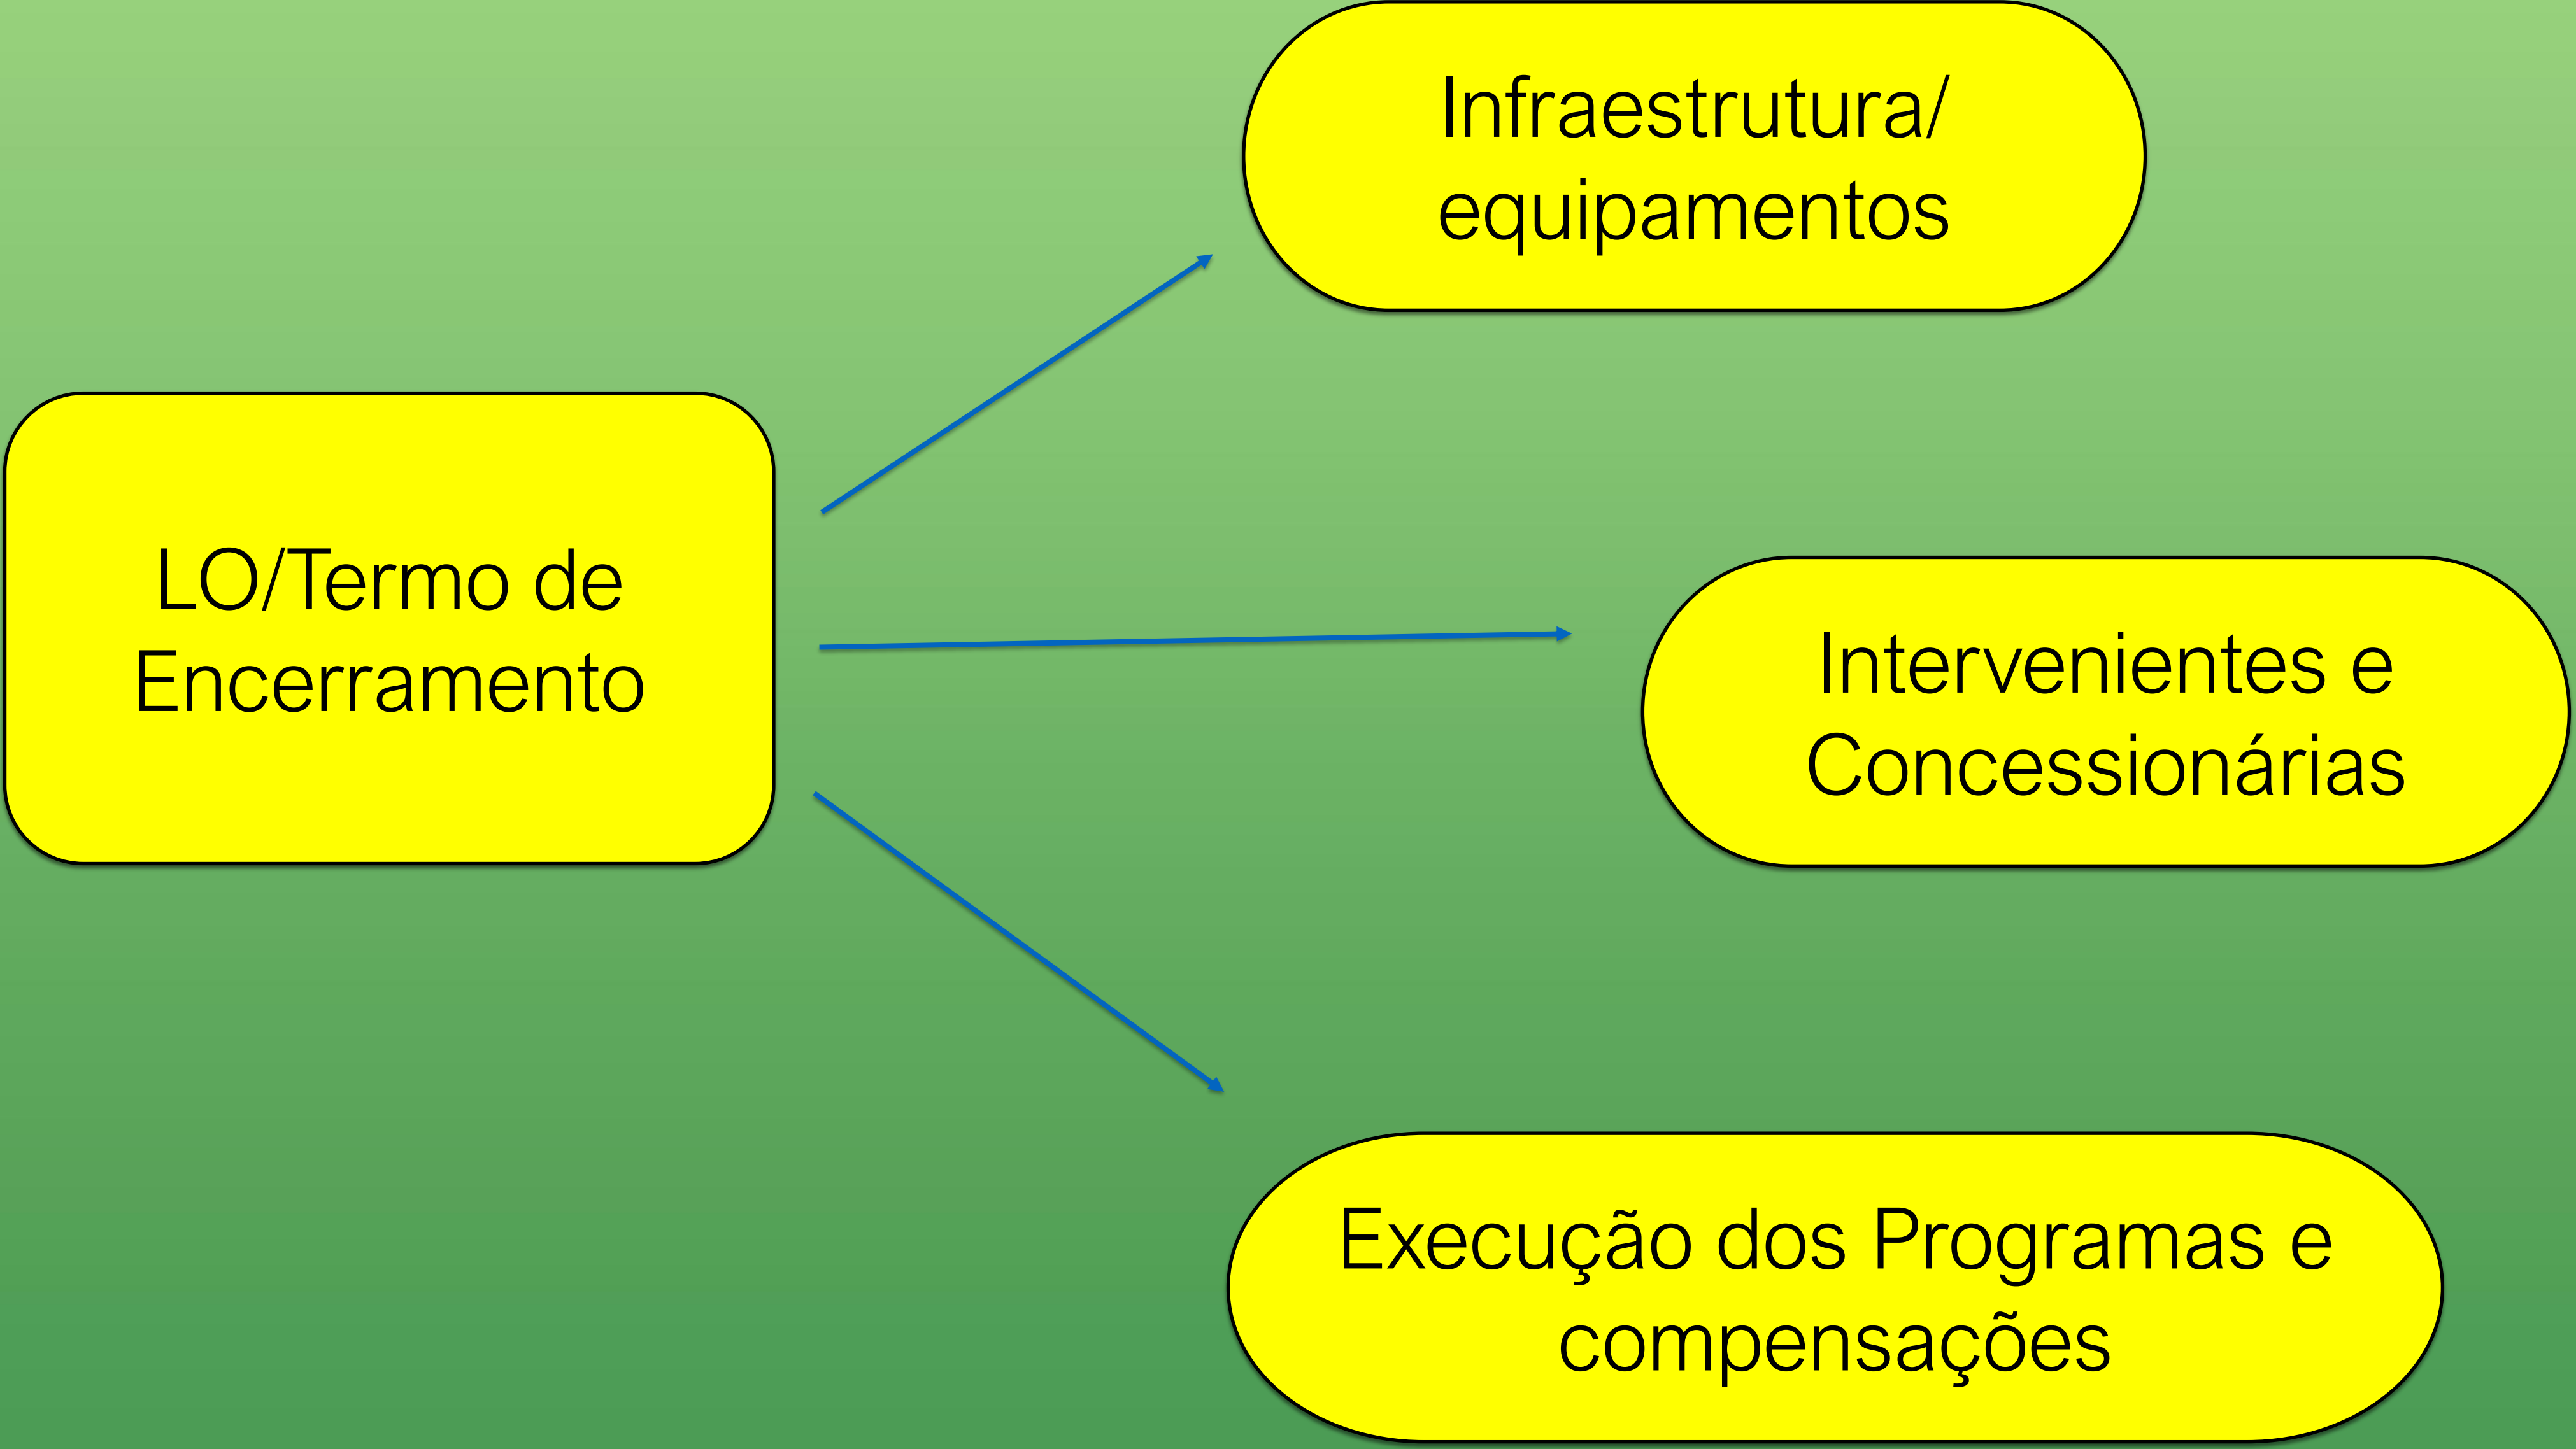 LO/Termo de
Encerramento
Infraestrutura/
equipamentos
Intervenientes e
Concessionárias
Execução dos Programas e
compensações